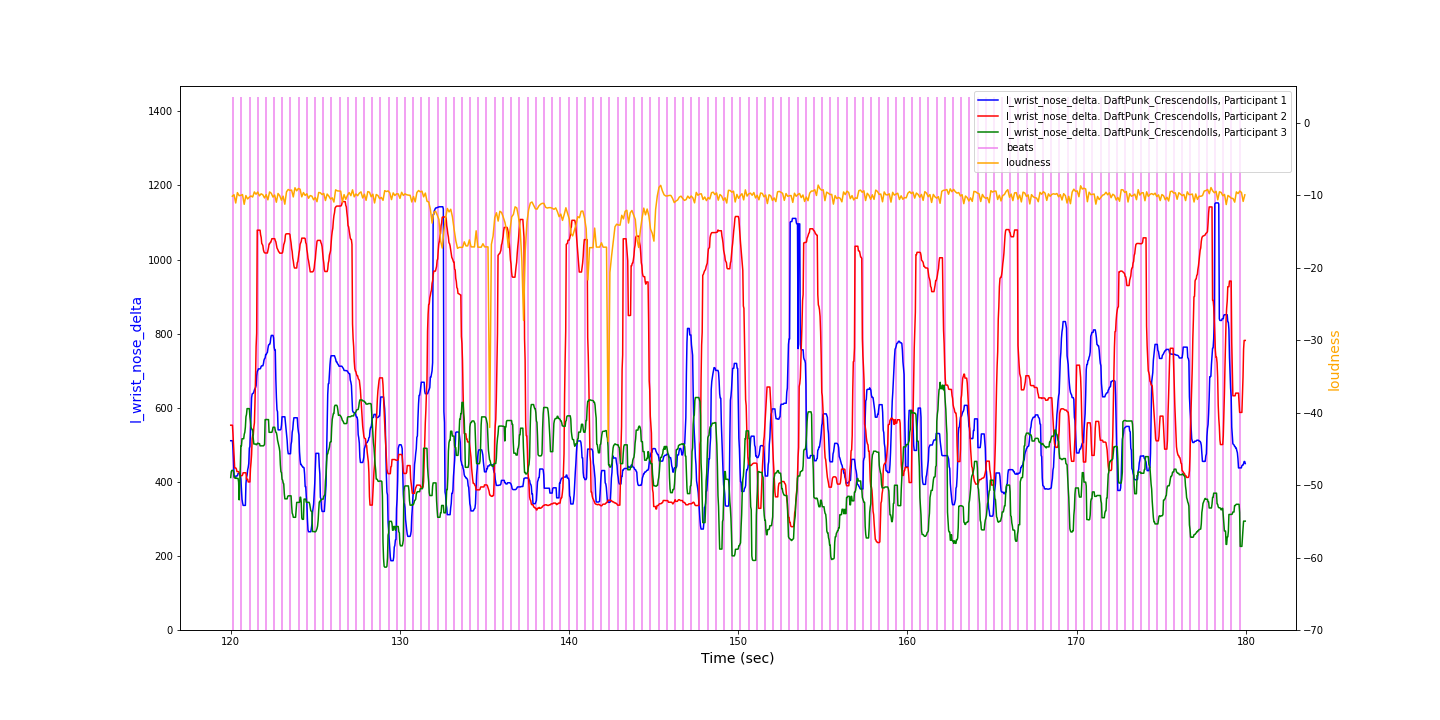 l_wrist_nose_delta. DaftPunk_Crescendolls, Participant 1
l_wrist_nose_delta. DaftPunk_Crescendolls, Participant 2
l_wrist_nose_delta. DaftPunk_Crescendolls, Participant 3
beats
loudness
1400
1200
1000
800
600
400
200
0
l_wrist_nose_delta
0
−10
−20
−30
−40
−50
−60
−70
loudness
120
130
140
150
160
170
180
Time (sec)